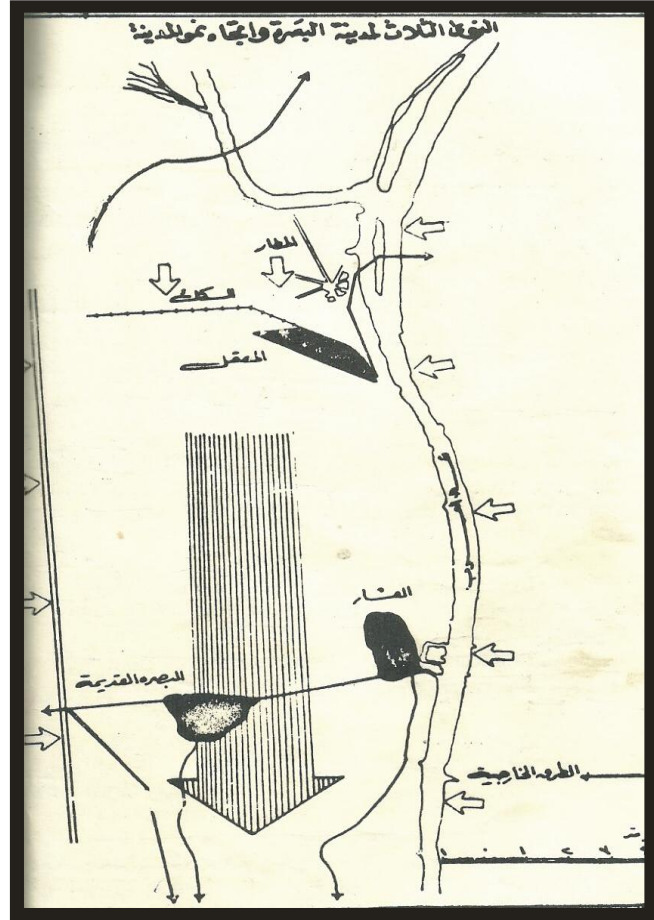 النوى الثلاث لمدينة البصرة واتجاه نمو المدينة
المطار
السكك
المعقل
العشار
البصرة القديمة
الطرق الخارجية